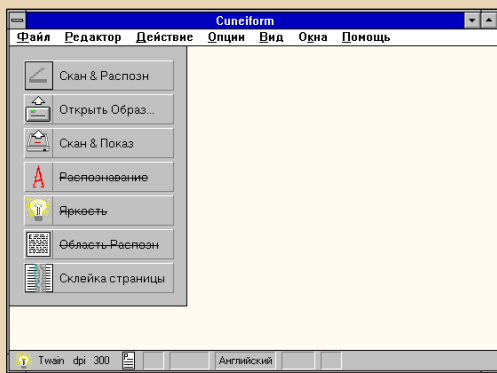 Cuneiform
Файл Редактор Действие Опции Вид Окна Помощь
Скан & Распозн
Открыть Образ...
Скан & Показ
Распознавание
Яркость
Область Распозн
Склейка страницы
Twain dpi 300 Английский